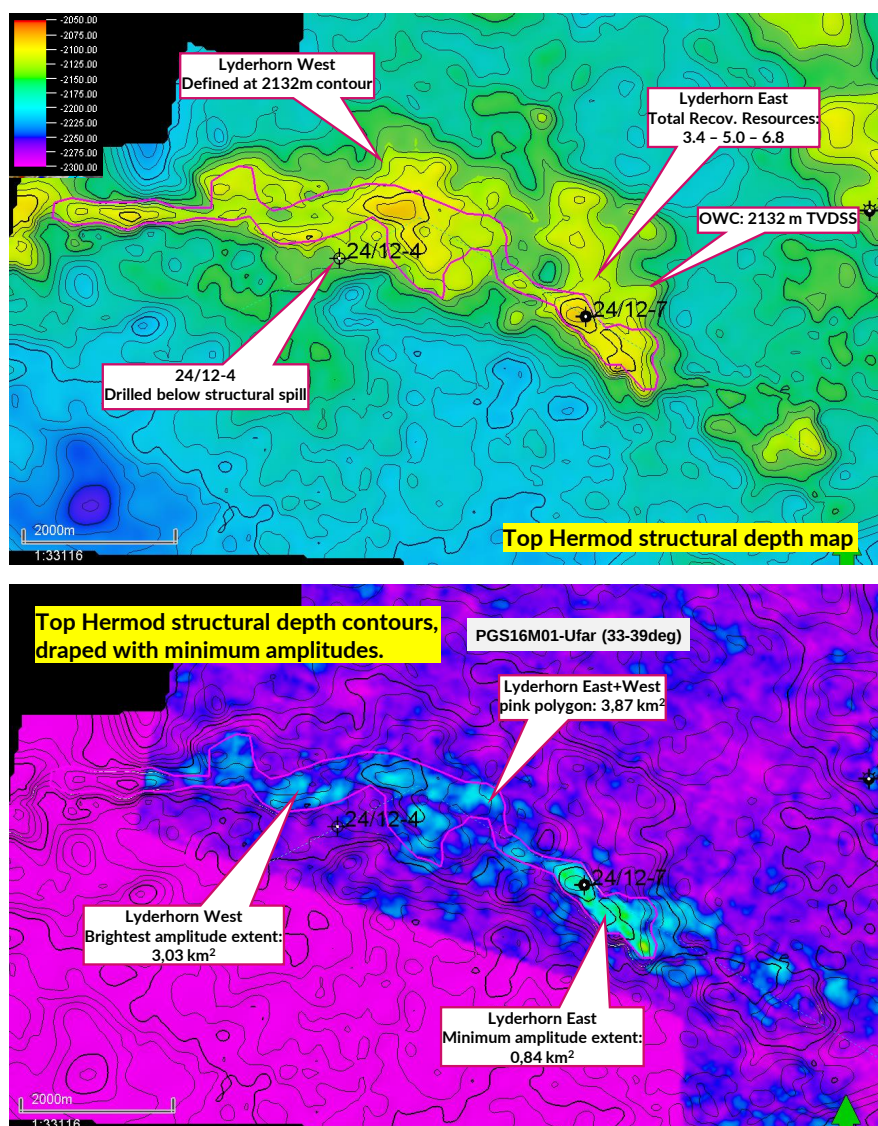 -2050.00
-2075.00
-2100.00
-2125.00
-2150.00
-2175.00
-2200.00
-2225.00
-2250.00
-2275.00
-2300.00
Lyderhorn West
Defined at 2132m contour
Lyderhorn East
Total Recov. Resources:
3.4 – 5.0 – 6.8
OWC: 2132 m TVDSS
24/12-4
24/12-7
24/12-4
Drilled below structural spill
2000m
1:33116
Top Hermod structural depth map
Top Hermod structural depth contours,
draped with minimum amplitudes.
PGS16M01-Ufar (33-39deg)
Lyderhorn East+West
pink polygon: 3,87 km²
24/12-4
24/12-7
Lyderhorn West
Brightest amplitude extent:
3,03 km²
Lyderhorn East
Minimum amplitude extent:
0,84 km²
2000m
1:33116